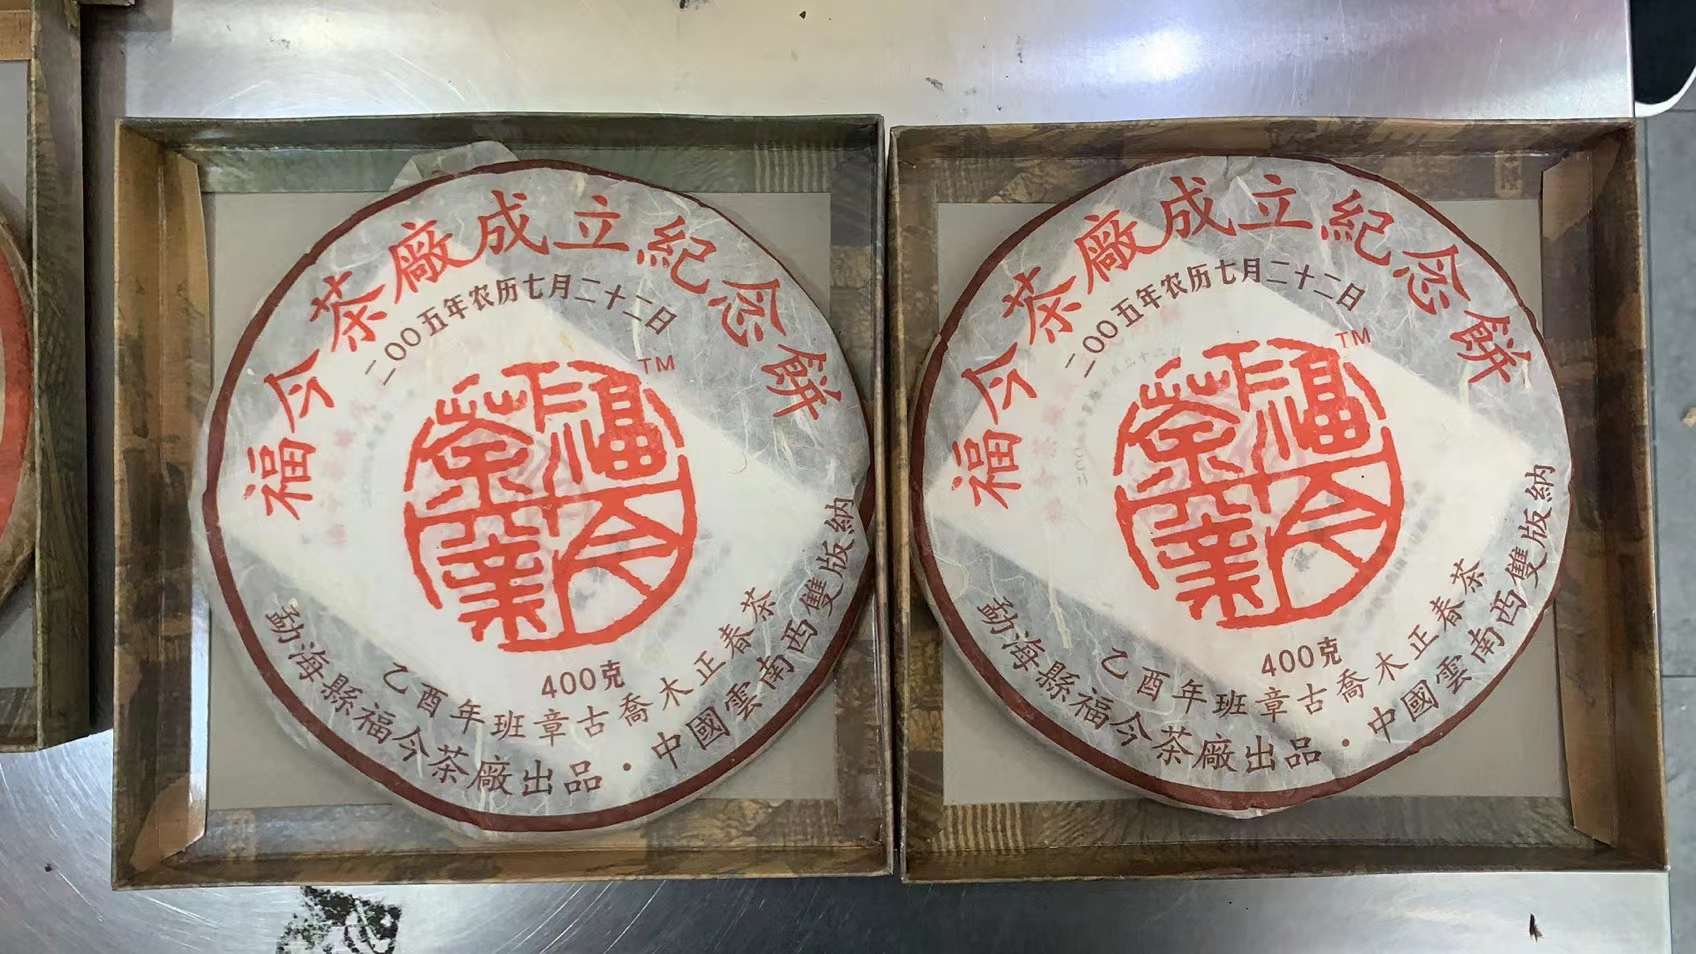 福今茶廠成立紀念餅
二00五年农历七月二十二日
TM
福今
茶業
400克
乙酉年班章古喬木正春茶
勐海縣福今茶廠出品・中國雲南西雙版納
福今茶廠成立紀念餅
二00五年农历七月二十二日
TM
福今
茶業
400克
乙酉年班章古喬木正春茶
勐海縣福今茶廠出品・中國雲南西雙版納